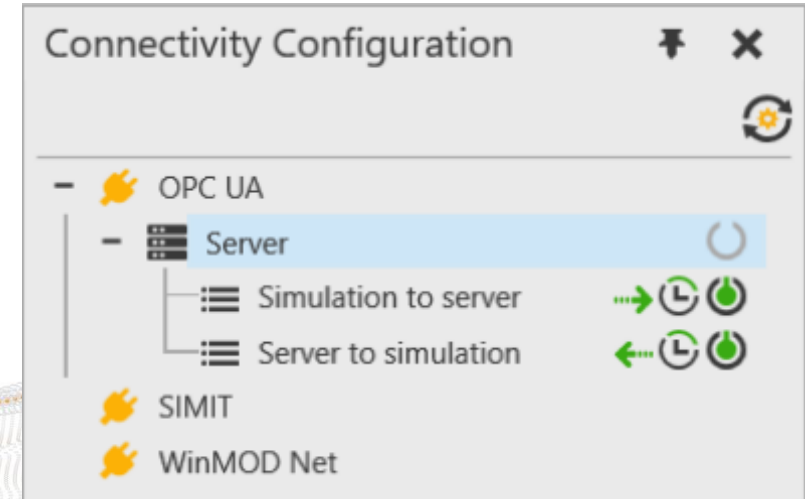 Connectivity Configuration
OPC UA
Server
Simulation to server
Server to simulation
SIMIT
WinMOD Net